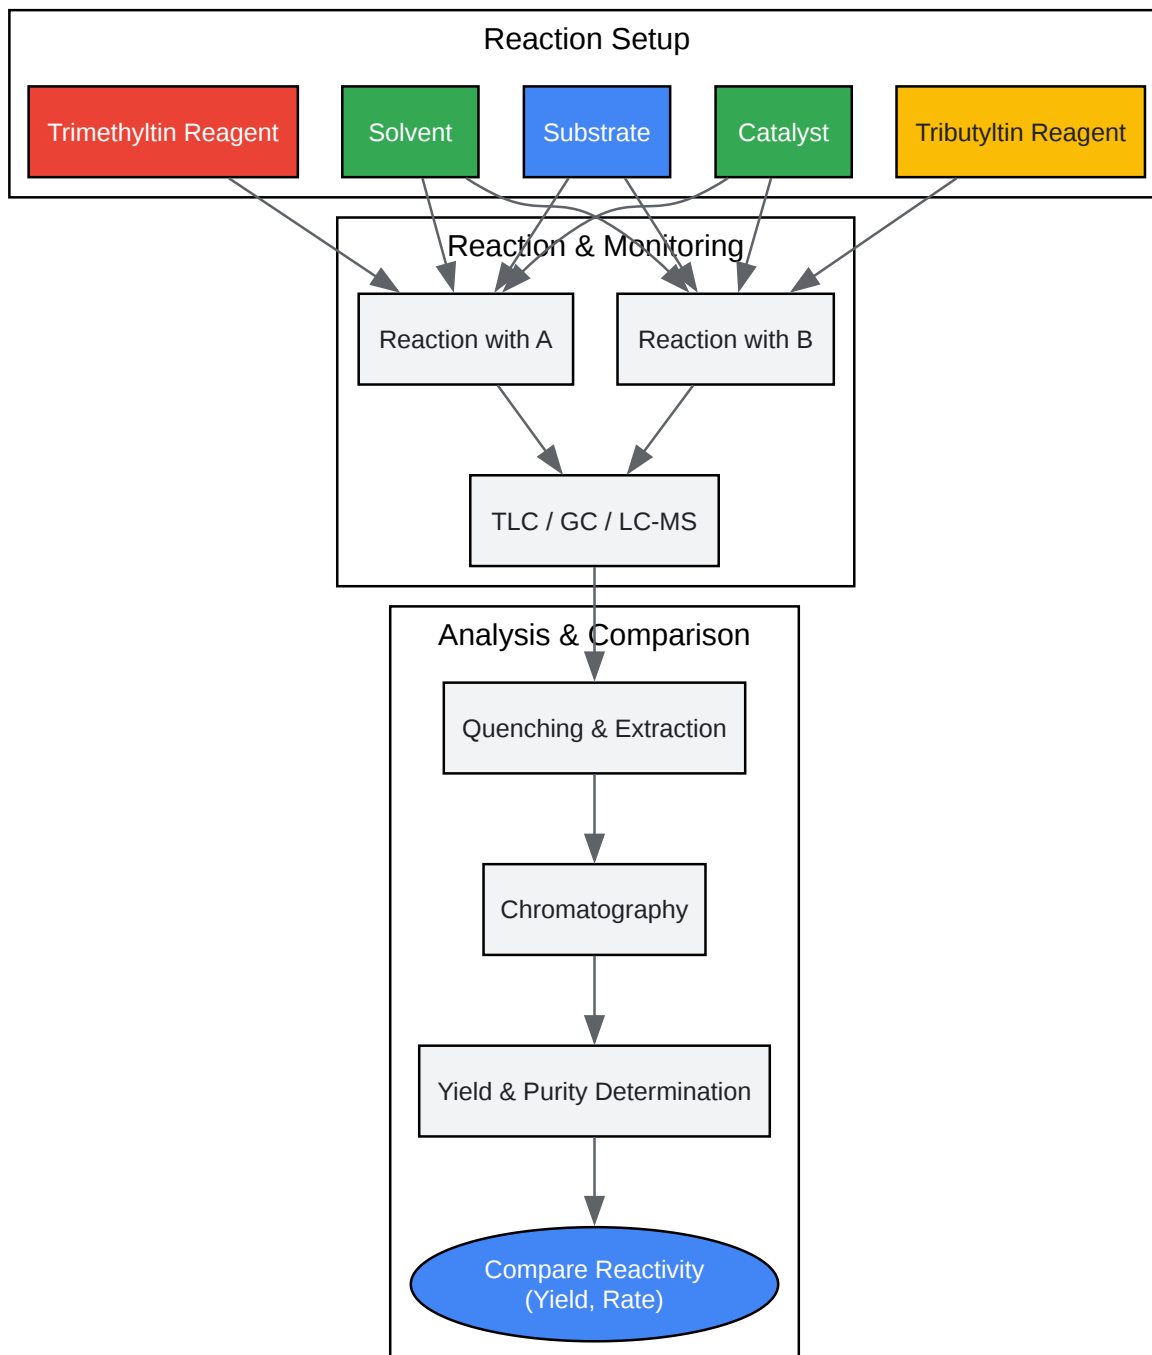 Reaction Setup
Trimethyltin Reagent
Solvent
Substrate
Catalyst
Tributyltin Reagent
Reaction & Monitoring
Reaction with A
Reaction with B
TLC / GC / LC-MS
Analysis & Comparison
Quenching & Extraction
Chromatography
Yield & Purity Determination
Compare Reactivity
(Yield, Rate)